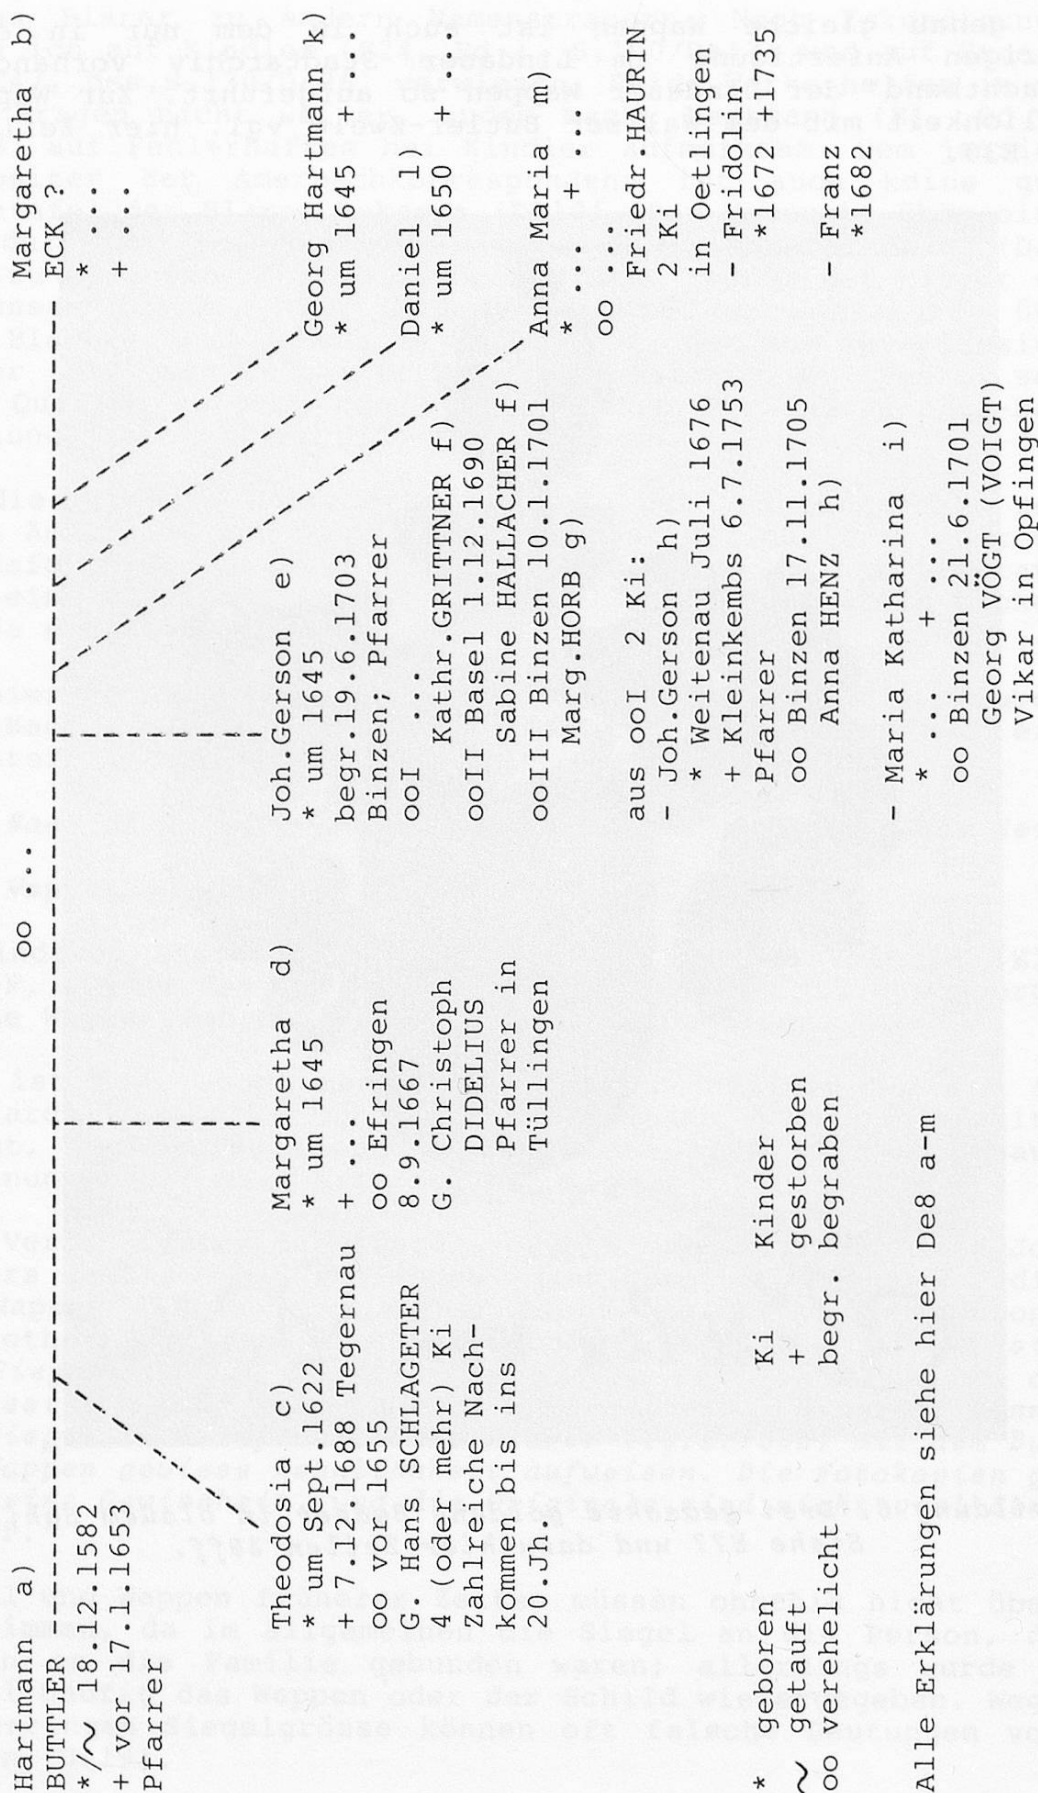 Hartmann a)
BUTTLER
*/~ 18.12.1582
+ vor 17.1.1659
Pfarrer
oo ...
Margaretha b)
ECK ?
* ...
+ ...
Theodosia c)
* um Sept.1622
+ 7.12.1688 Tegernau
oo vor 1655
G. Hans SCHLAGETER
4 (oder mehr) Ki
Zahlreiche Nach-
kommen bis ins
20.Jh.
Margaretha d)
* um 1645
+ ...
oo Efringen
8.9.1667
G. Christoph
DIDELIUS
Pfarrer in
Tüllingen
Joh.Gerson e)
* um 1645
begr.19.6.1703
Binzen; Pfarrer
ooI ...
Kathr.GRITTNER f)
ooII Basel 1.12.1690
Sabine HALLACHER f)
ooIII Binzen 10.1.1701
Marg.HORB g)
aus ooI 2 Ki:
- Joh.Gerson h)
* Weitenau Juli 1676
+ Kleinkembs 6.7.1753
Pfarrer
oo Binzen 17.11.1705
Anna HENZ h)
- Maria Katharina i)
* ... + ...
oo Binzen 21.6.1701
Georg VÖGT (VOIGT)
Vikar in Opfingen
Georg Hartmann k)
* um 1645 + ...
Daniel l)
* um 1650 + ...
Anna Maria m)
* ... + ...
oo ...
Friedr.HAURIN
2 Ki
in Oetlingen
- Fridolin
*1672 +1735
- Franz
*1682
* geboren
~ getauft
oo verehelicht
Ki Kinder
+ gestorben
begr. begraben
Alle Erklärungen siehe hier De8 a-m